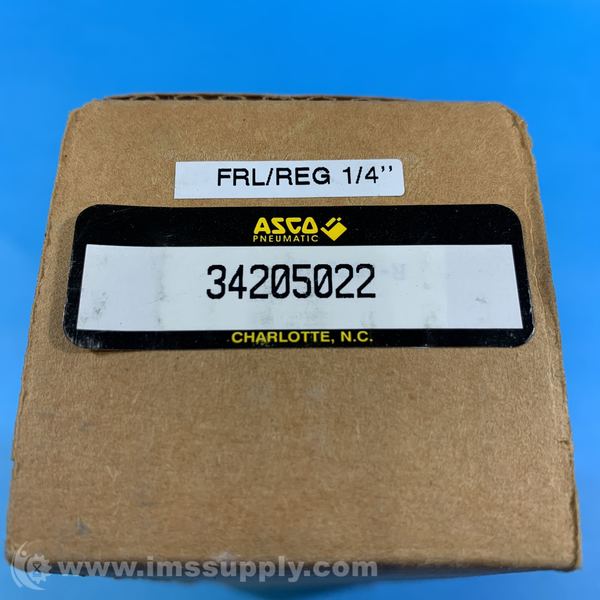 FRL/REG 1/4’’
ASCO
PNEUMATIC
34205022
CHARLOTTE, N.C.
www.imssupply.com